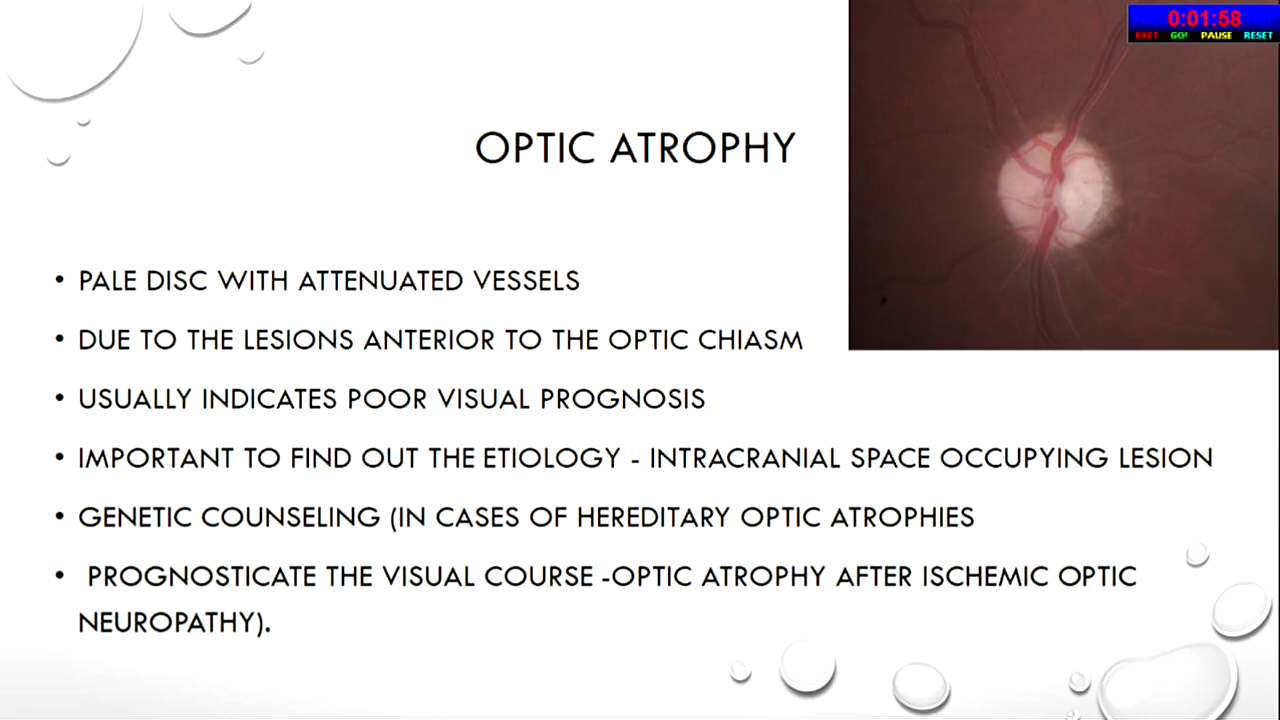 0:01:58
EXIT GO! PAUSE RESET
OPTIC ATROPHY
• PALE DISC WITH ATTENUATED VESSELS
• DUE TO THE LESIONS ANTERIOR TO THE OPTIC CHIASM
• USUALLY INDICATES POOR VISUAL PROGNOSIS
• IMPORTANT TO FIND OUT THE ETIOLOGY - INTRACRANIAL SPACE OCCUPYING LESION
• GENETIC COUNSELING (IN CASES OF HEREDITARY OPTIC ATROPHIES
• PROGNOSTICATE THE VISUAL COURSE -OPTIC ATROPHY AFTER ISCHEMIC OPTIC
NEUROPATHY).